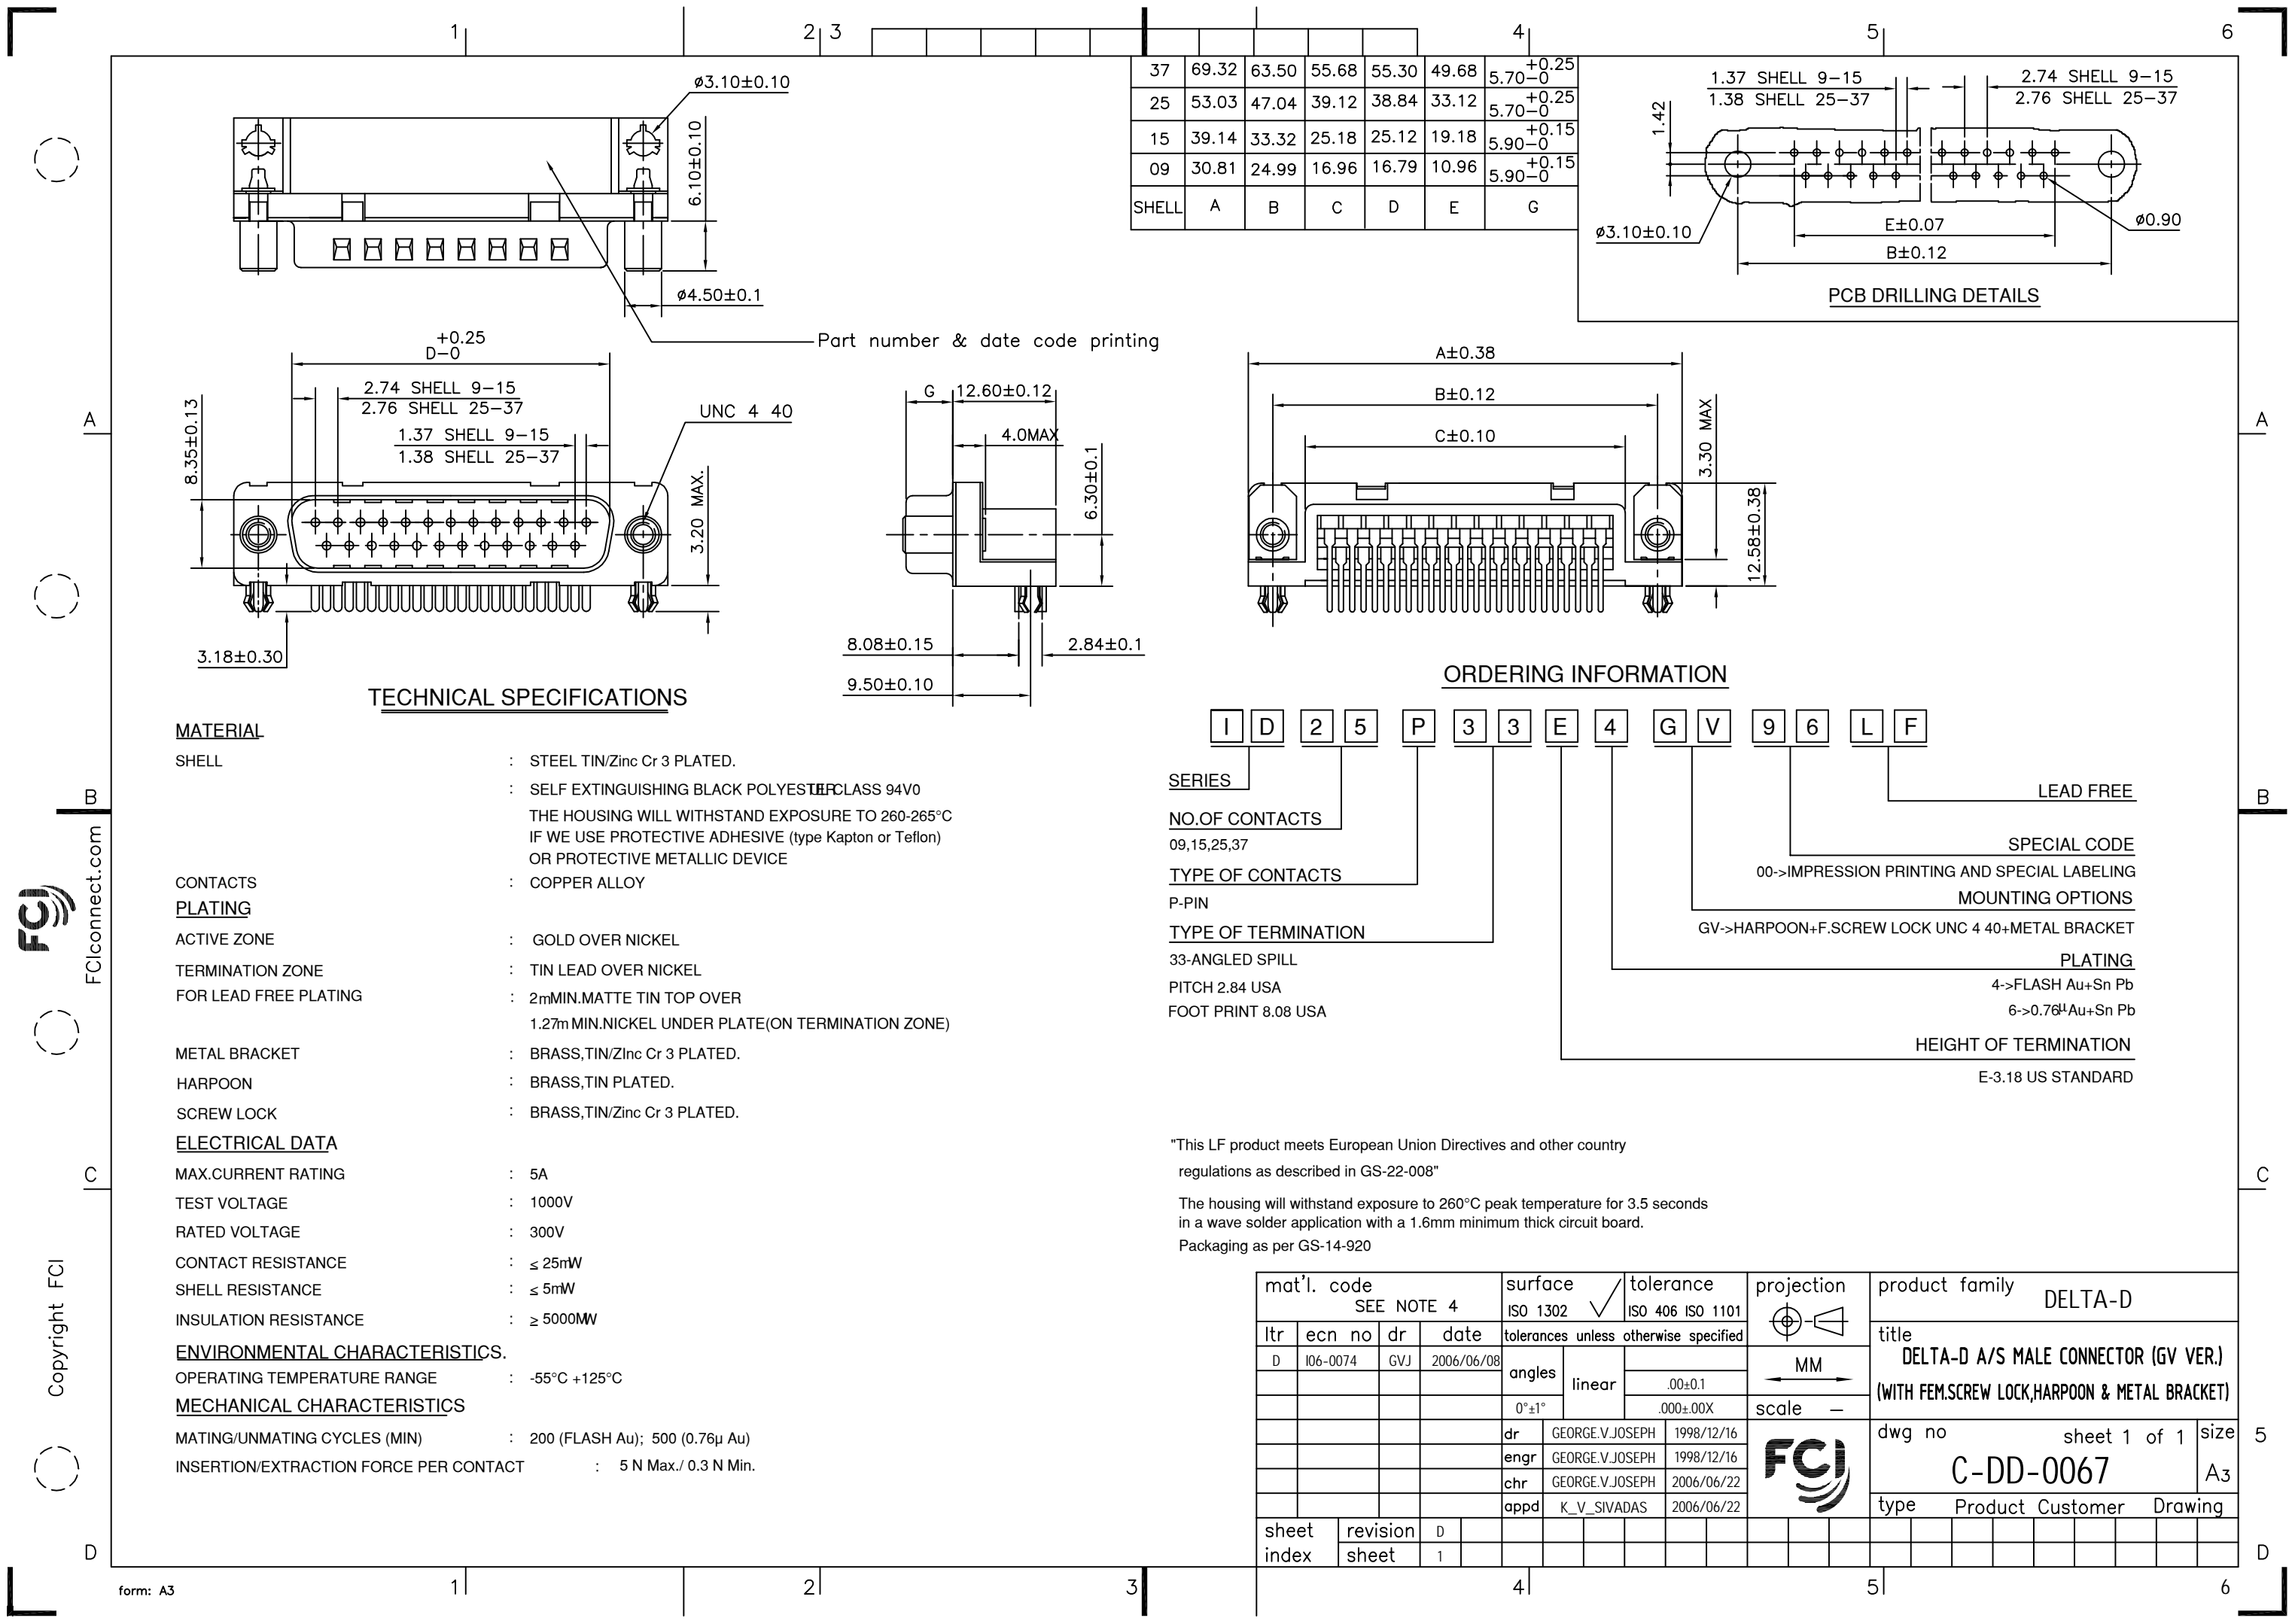 1 2 3 4 5 6
37 69.32 63.50 55.68 55.30 49.68 5.70 +0.25 −0
25 53.03 47.04 39.12 38.84 33.12 5.70 +0.25 −0
15 39.14 33.32 25.18 25.12 19.18 5.90 +0.15 −0
09 30.81 24.99 16.96 16.79 10.96 5.90 +0.15 −0
SHELL A B C D E G
ø3.10±0.10
6.10±0.10
ø4.50±0.1
Part number & date code printing
1.37 SHELL 9−15
1.38 SHELL 25−37
2.74 SHELL 9−15
2.76 SHELL 25−37
1.42
ø3.10±0.10
ø0.90
E±0.07
B±0.12
PCB DRILLING DETAILS
D +0.25 −0
2.74 SHELL 9−15
2.76 SHELL 25−37
1.37 SHELL 9−15
1.38 SHELL 25−37
8.35±0.13
UNC 4 40
3.20 MAX.
3.18±0.30
G 12.60±0.12
4.0MAX
6.30±0.1
8.08±0.15
2.84±0.1
9.50±0.10
A±0.38
B±0.12
C±0.10
3.30 MAX
12.58±0.38
A A
B B
C C
D D
TECHNICAL SPECIFICATIONS
MATERIAL
SHELL : STEEL TIN/Zinc Cr 3 PLATED.
: SELF EXTINGUISHING BLACK POLYESTER UL CLASS 94V0
THE HOUSING WILL WITHSTAND EXPOSURE TO 260-265°C
IF WE USE PROTECTIVE ADHESIVE (type Kapton or Teflon)
OR PROTECTIVE METALLIC DEVICE
CONTACTS : COPPER ALLOY
PLATING
ACTIVE ZONE : GOLD OVER NICKEL
TERMINATION ZONE : TIN LEAD OVER NICKEL
FOR LEAD FREE PLATING : 2mMIN.MATTE TIN TOP OVER
1.27m MIN.NICKEL UNDER PLATE(ON TERMINATION ZONE)
METAL BRACKET : BRASS,TIN/ZInc Cr 3 PLATED.
HARPOON : BRASS,TIN PLATED.
SCREW LOCK : BRASS,TIN/Zinc Cr 3 PLATED.
ELECTRICAL DATA
MAX.CURRENT RATING : 5A
TEST VOLTAGE : 1000V
RATED VOLTAGE : 300V
CONTACT RESISTANCE : ≤ 25mW
SHELL RESISTANCE : ≤ 5mW
INSULATION RESISTANCE : ≥ 5000MW
ENVIRONMENTAL CHARACTERISTICS.
OPERATING TEMPERATURE RANGE : -55°C +125°C
MECHANICAL CHARACTERISTICS
MATING/UNMATING CYCLES (MIN) : 200 (FLASH Au); 500 (0.76µ Au)
INSERTION/EXTRACTION FORCE PER CONTACT : 5 N Max./ 0.3 N Min.
ORDERING INFORMATION
I D 2 5 P 3 3 E 4 G V 9 6 L F
SERIES
NO.OF CONTACTS
09,15,25,37
TYPE OF CONTACTS
P-PIN
TYPE OF TERMINATION
33-ANGLED SPILL
PITCH 2.84 USA
FOOT PRINT 8.08 USA
LEAD FREE
SPECIAL CODE
00->IMPRESSION PRINTING AND SPECIAL LABELING
MOUNTING OPTIONS
GV->HARPOON+F.SCREW LOCK UNC 4 40+METAL BRACKET
PLATING
4->FLASH Au+Sn Pb
6->0.76µAu+Sn Pb
HEIGHT OF TERMINATION
E-3.18 US STANDARD
"This LF product meets European Union Directives and other country
regulations as described in GS-22-008"
The housing will withstand exposure to 260°C peak temperature for 3.5 seconds
in a wave solder application with a 1.6mm minimum thick circuit board.
Packaging as per GS-14-920
mat'l. code
SEE NOTE 4
surface
ISO 1302
tolerance
ISO 406 ISO 1101
projection
product family
DELTA-D
ltr ecn no dr date
D I06-0074 GVJ 2006/06/08
tolerances unless otherwise specified
angles linear
.00±0.1
0°±1° .000±.00X
MM
scale —
title
DELTA-D A/S MALE CONNECTOR (GV VER.)
(WITH FEM.SCREW LOCK,HARPOON & METAL BRACKET)
dr GEORGE.V.JOSEPH 1998/12/16
engr GEORGE.V.JOSEPH 1998/12/16
chr GEORGE.V.JOSEPH 2006/06/22
appd K_V_SIVADAS 2006/06/22
FCI
dwg no sheet 1 of 1 size
C-DD-0067 A3
type Product Customer Drawing
5
sheet index
revision D
sheet 1
FCI
FCIconnect.com
Copyright FCI
form: A3
1 2 3 4 5 6